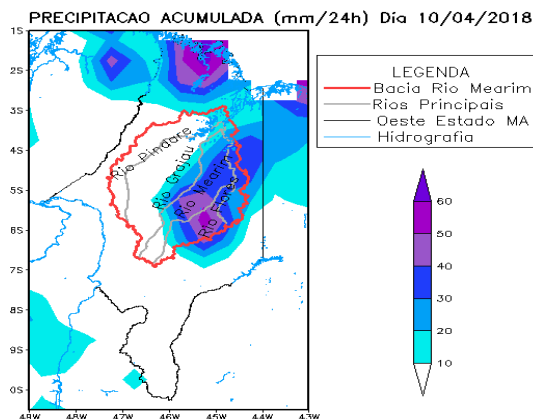 PRECIPITACAO ACUMULADA (mm/24h) Dia 10/04/2018
1S
2S
3S
4S
5S
6S
7S
8S
9S
10S
49W
48W
47W
46W
45W
44W
43W
Rio Pindare
Rio Grajau
Rio Mearim
Rio Flores
LEGENDA
Bacia Rio Mearim
Rios Principais
Oeste Estado MA
Hidrografia
60
50
40
30
20
10